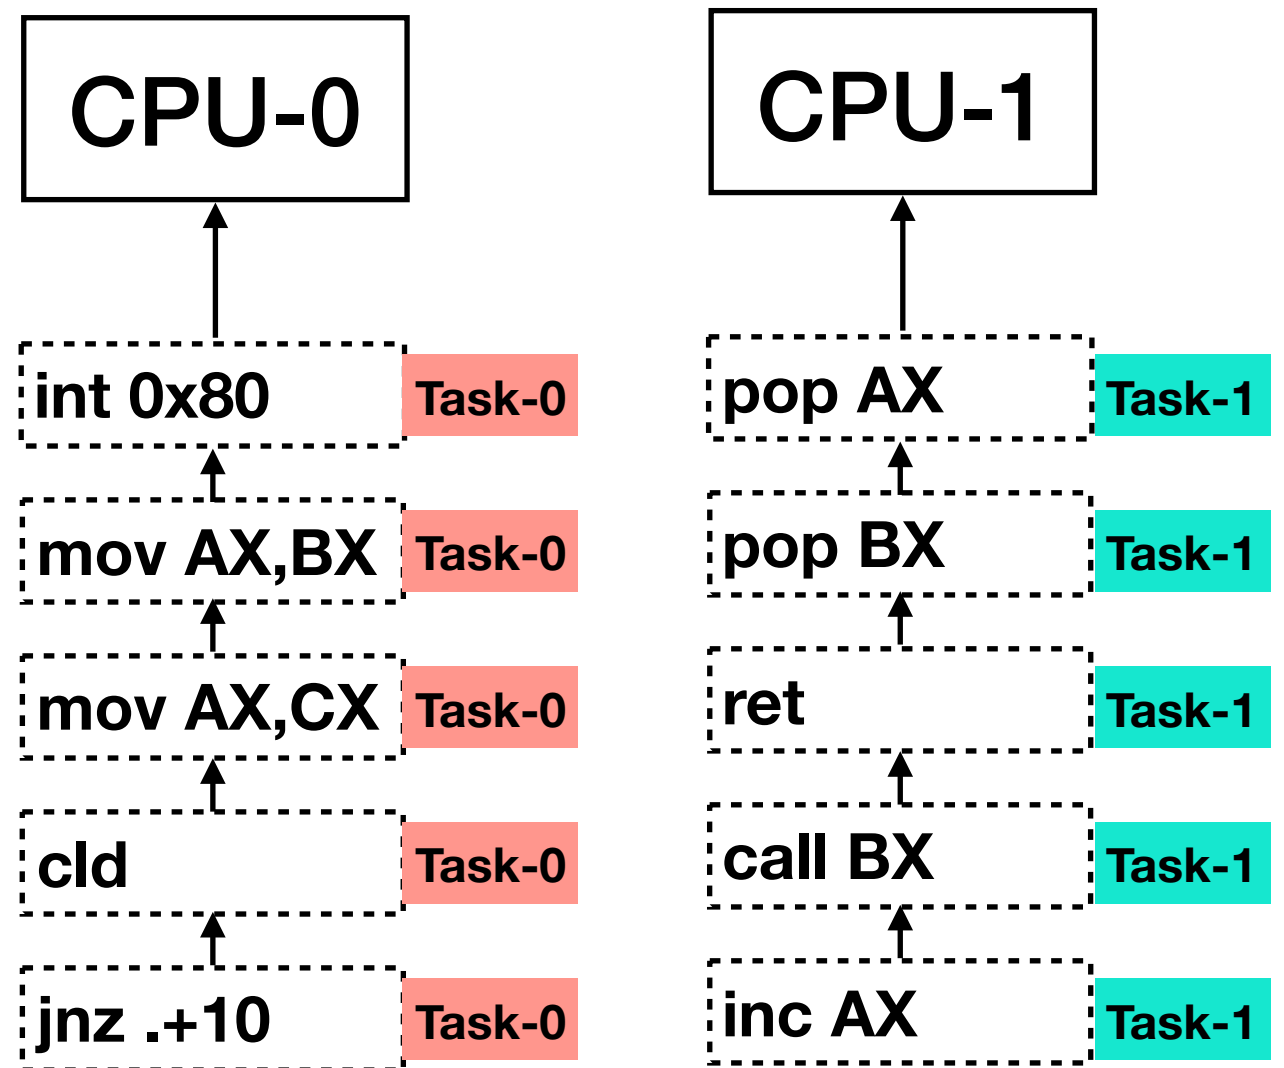 CPU-0
CPU-1
int 0x80 Task-0
pop AX Task-1
mov AX,BX Task-0
pop BX Task-1
mov AX,CX Task-0
ret Task-1
cld Task-0
call BX Task-1
jnz .+10 Task-0
inc AX Task-1